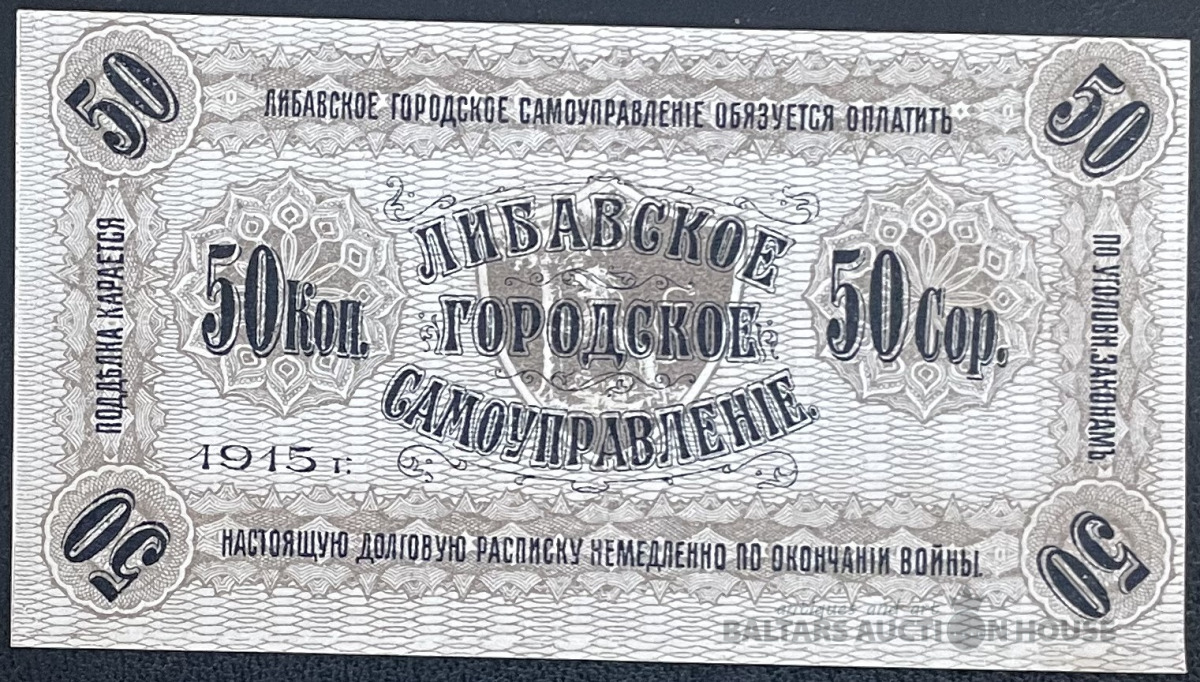 50
50
ЛИБАВСКОЕ ГОРОДСКОЕ САМОУПРАВЛЕНІЕ ОБЯЗУЕТСЯ ОПЛАТИТЬ
ПОДДѢЛКА КАРАЕТСЯ
50 Коп.
ЛИБАВСКОЕ
ГОРОДСКОЕ
САМОУПРАВЛЕНІЕ.
50 Cop.
ПО УГОЛОВН. ЗАКОНАМЪ.
1915 г.
НАСТОЯЩУЮ ДОЛГОВУЮ РАСПИСКУ НЕМЕДЛЕННО ПО ОКОНЧАНІИ ВОЙНЫ.
50
50
antiques and art
BALTARS AUCTION HOUSE